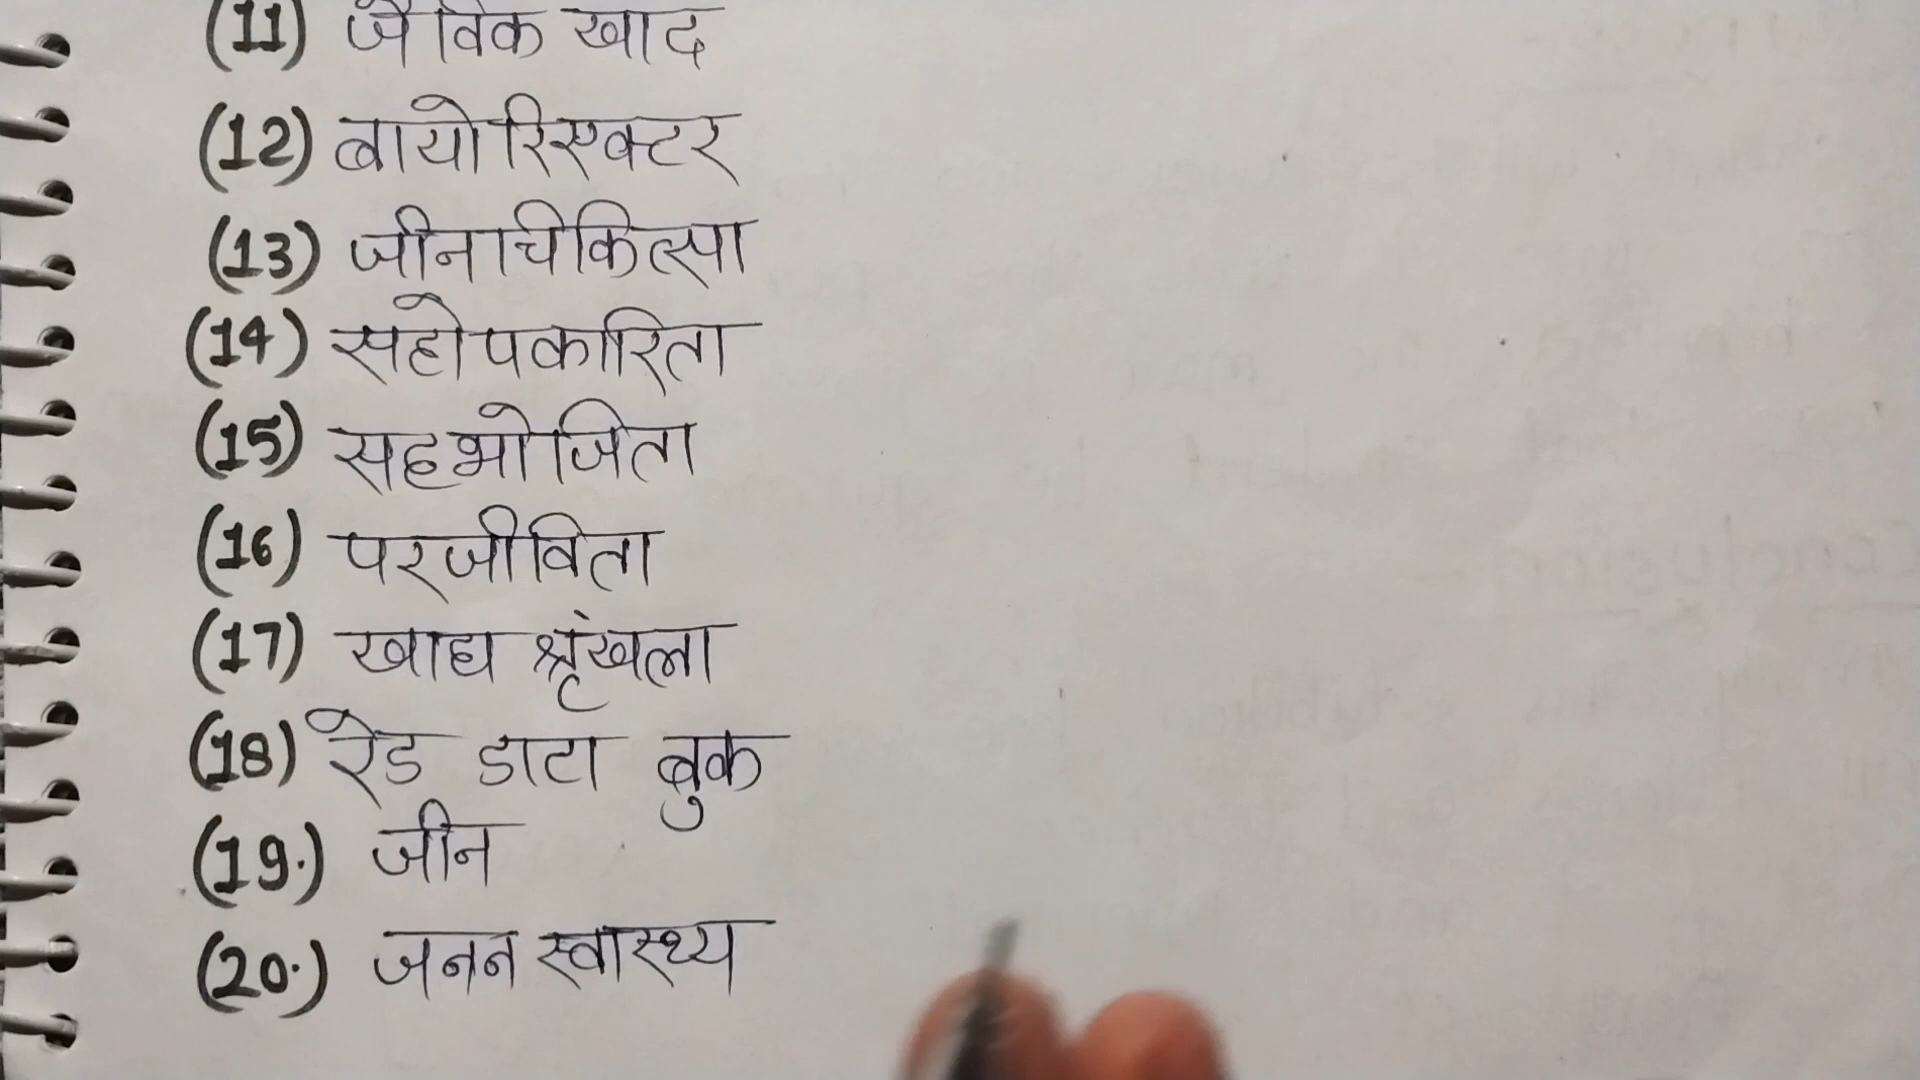 (11) जैविक खाद
(12) बायोरिएक्टर
(13) जीनचिकित्सा
(14) सहोपकारिता
(15) सहभोजिता
(16) परजीविता
(17) खाद्य श्रृंखला
(18) रेड डाटा बुक
(19.) जीन
(20.) जनन स्वास्थ्य